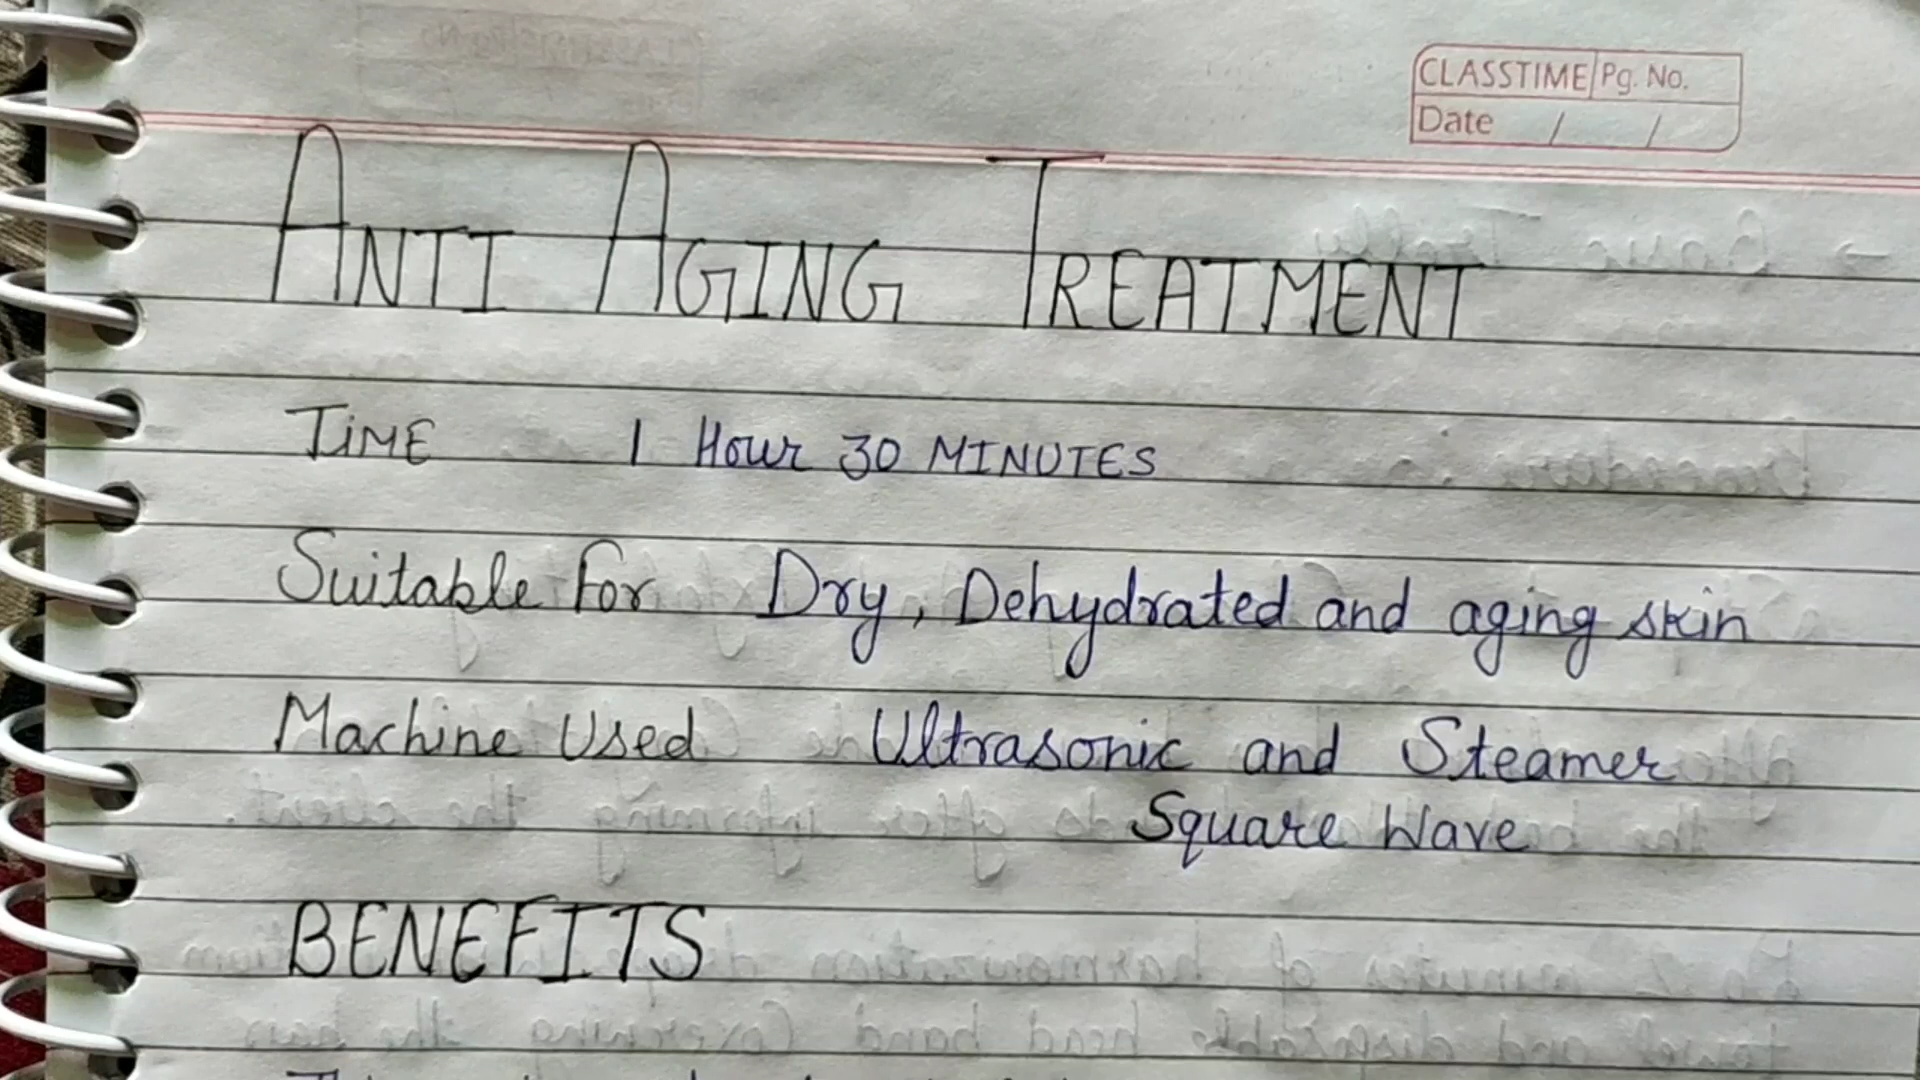 CLASSTIME Pg. No.
Date / /
ANTI AGING TREATMENT
TIME 1 Hour 30 MINUTES
Suitable For Dry, Dehydrated and aging skin
Machine Used Ultrasonic and Steamer
Square Wave
BENEFITS